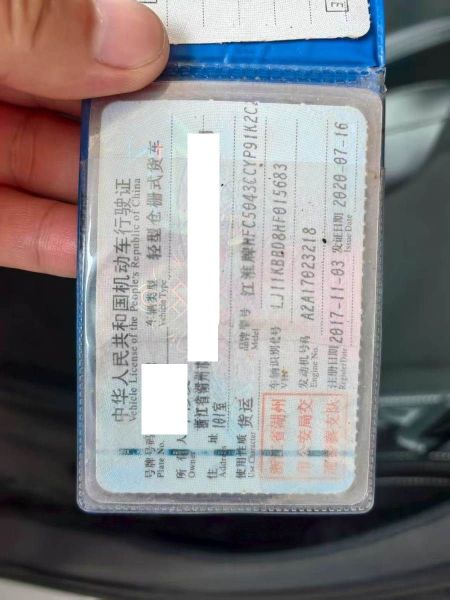 中华人民共和国机动车行驶证
Vehicle License of the People's Republic of China
号牌号码
Plate No.
车辆类型 轻型仓栅式货车
Vehicle Type
所有人
Owner
住址 浙江省湖州市
Address 101室
使用性质 货运
Use Character
品牌型号 江淮牌HFC5043CCYP91K2C2
Model
车辆识别代号 LJ11KBBD8HF015683
VIN
发动机号码 A2A17023218
Engine No.
注册日期 2017-11-03 发证日期 2020-07-16
Register Date Issue Date
浙江省湖州
市公安局交
通警察支队